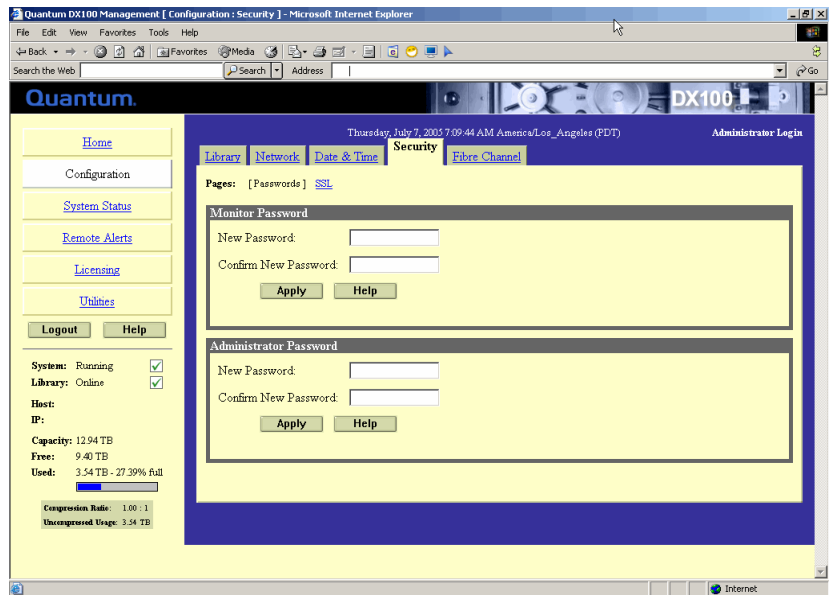 Quantum DX100 Management [ Configuration : Security ] - Microsoft Internet Explorer
File Edit View Favorites Tools Help
Back Favorites Media
Search the Web Search Address Go
Quantum. DX100
Thursday, July 7, 2005 7:09:44 AM America/Los_Angeles (PDT) Administrator Login
Home
Configuration
System Status
Remote Alerts
Licensing
Utilities
Logout Help
System: Running
Library: Online
Host:
IP:
Capacity: 12.94 TB
Free: 9.40 TB
Used: 3.54 TB - 27.39% full
Compression Ratio: 1.00 : 1
Uncompressed Usage: 3.54 TB
Library Network Date & Time Security Fibre Channel
Pages: [ Passwords ] SSL
Monitor Password
New Password:
Confirm New Password:
Apply Help
Administrator Password
New Password:
Confirm New Password:
Apply Help
Internet